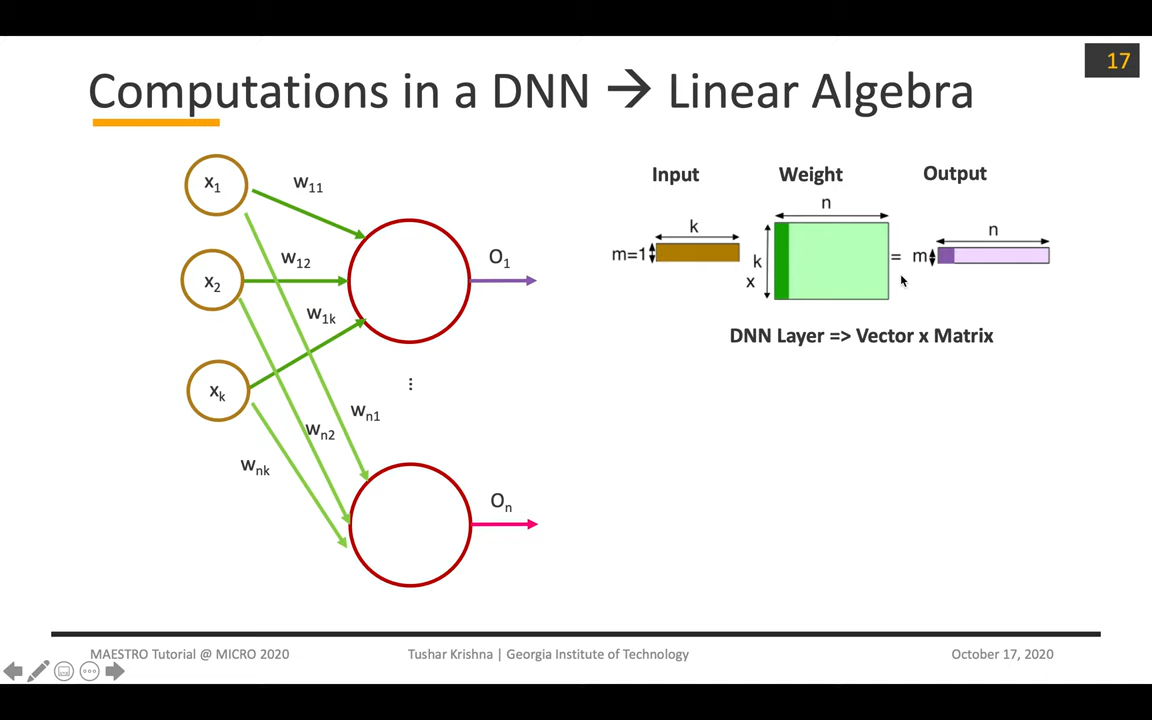 17
Computations in a DNN → Linear Algebra
x1
w11
w12
x2
w1k
xk
O1
⋮
wn1
wn2
wnk
On
Input
Weight
Output
n
k
n
m=1
k
= m
x
DNN Layer => Vector x Matrix
MAESTRO Tutorial @ MICRO 2020
Tushar Krishna | Georgia Institute of Technology
October 17, 2020